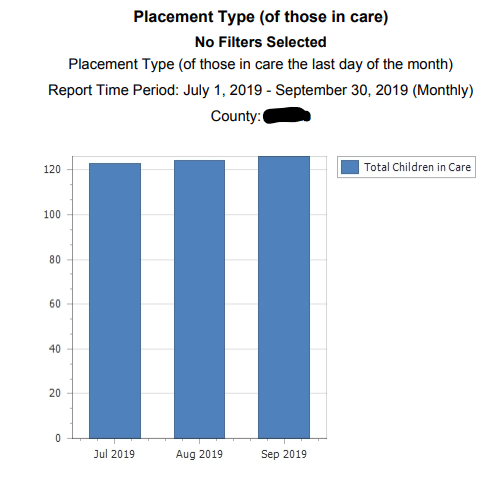 Placement Type (of those in care)
No Filters Selected
Placement Type (of those in care the last day of the month)
Report Time Period: July 1, 2019 - September 30, 2019 (Monthly)
County:
Total Children in Care
120
100
80
60
40
20
0
Jul 2019 Aug 2019 Sep 2019